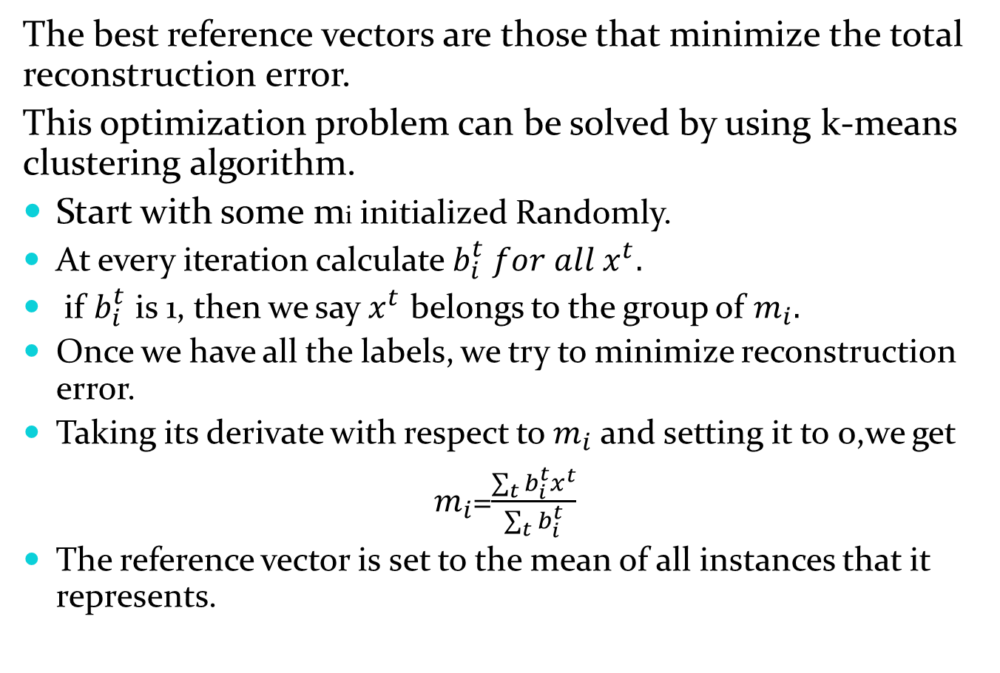 The best reference vectors are those that minimize the total
reconstruction error.
This optimization problem can be solved by using k-means
clustering algorithm.
• Start with some mi initialized Randomly.
• At every iteration calculate $b_i^t$ for all $x^t$.
• if $b_i^t$ is 1, then we say $x^t$ belongs to the group of $m_i$.
• Once we have all the labels, we try to minimize reconstruction
error.
• Taking its derivate with respect to $m_i$ and setting it to 0,we get
$m_i=\frac{\sum_t b_i^t x^t}{\sum_t b_i^t}$
• The reference vector is set to the mean of all instances that it
represents.